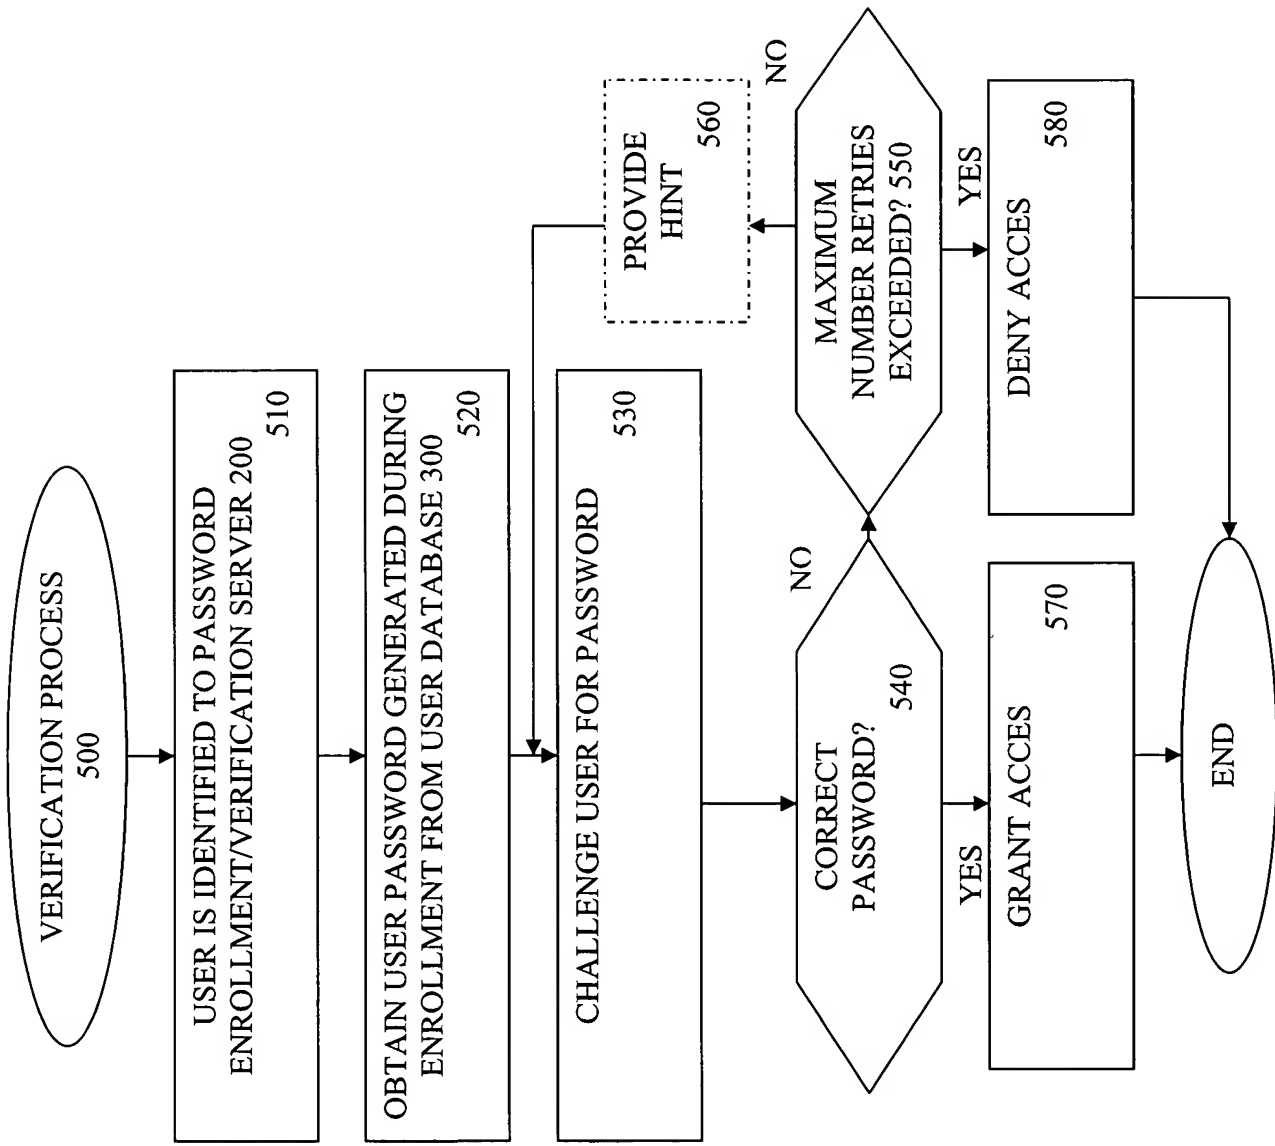 VERIFICATION PROCESS
500
USER IS IDENTIFIED TO PASSWORD
ENROLLMENT/VERIFICATION SERVER 200
510
OBTAIN USER PASSWORD GENERATED DURING
ENROLLMENT FROM USER DATABASE 300
520
CHALLENGE USER FOR PASSWORD
530
CORRECT
PASSWORD?
540
NO
YES
MAXIMUM
NUMBER RETRIES
EXCEEDED? 550
NO
YES
PROVIDE
HINT
560
GRANT ACCES
570
DENY ACCES
580
END